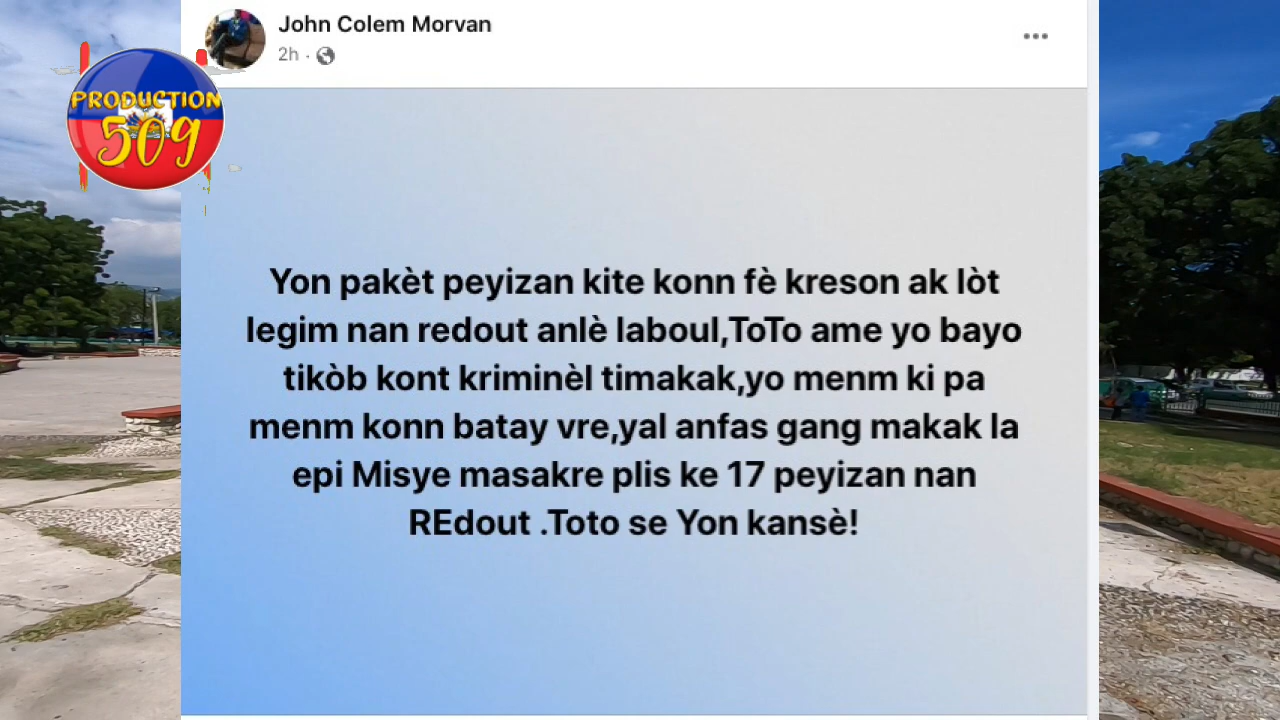 John Colem Morvan
2h ·
PRODUCTION
509
Yon pakèt peyizan kite konn fè kreson ak lòt
legim nan redout anlè laboul,ToTo ame yo bayo
tikòb kont kriminèl timakak,yo menm ki pa
menm konn batay vre,yal anfas gang makak la
epi Misye masakre plis ke 17 peyizan nan
REdout .Toto se Yon kansè!